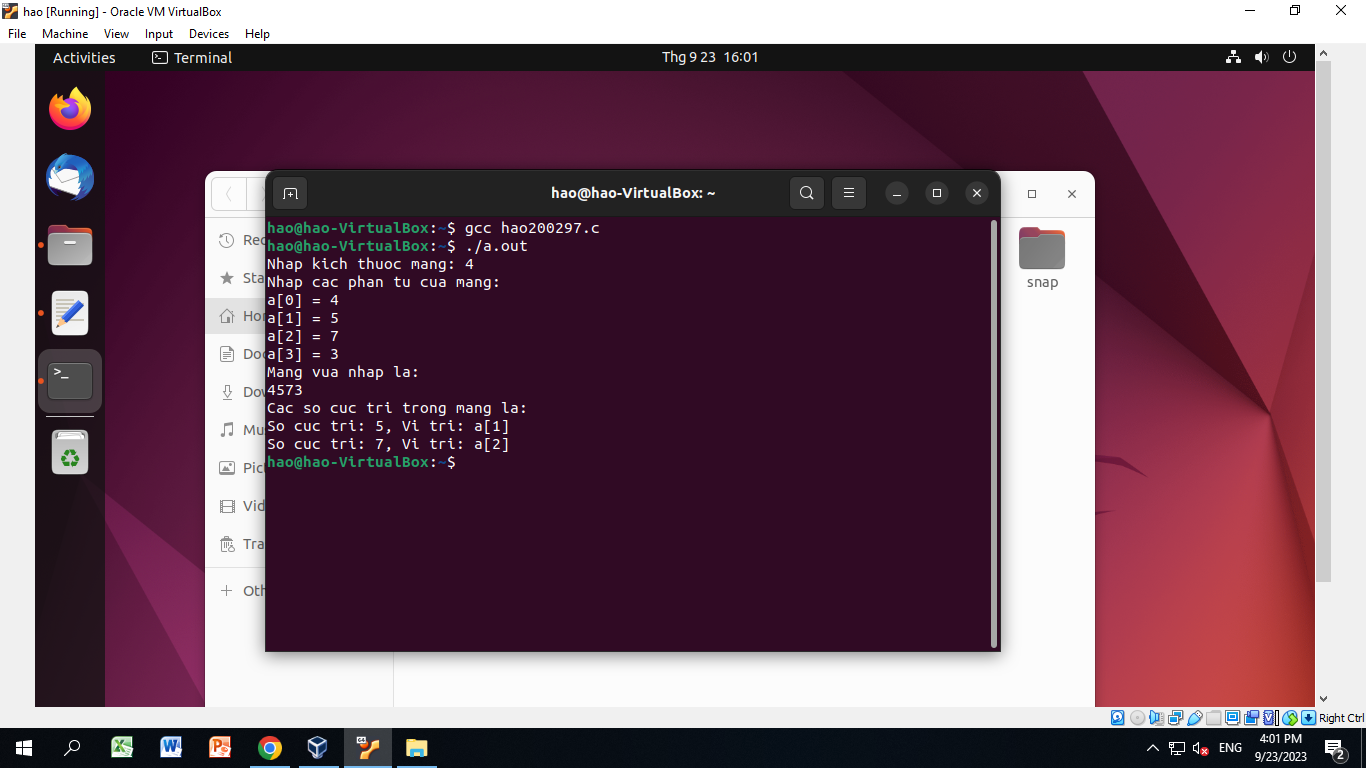 hao [Running] - Oracle VM VirtualBox
File Machine View Input Devices Help
Activities Terminal Thg 9 23 16:01
hao@hao-VirtualBox: ~
hao@hao-VirtualBox:~$ gcc hao200297.c
hao@hao-VirtualBox:~$ ./a.out
Nhap kich thuoc mang: 4
Nhap cac phan tu cua mang:
a[0] = 4
a[1] = 5
a[2] = 7
a[3] = 3
Mang vua nhap la:
4573
Cac so cuc tri trong mang la:
So cuc tri: 5, Vi tri: a[1]
So cuc tri: 7, Vi tri: a[2]
hao@hao-VirtualBox:~$
Rec
Sta
Hor
Doc
Dov
Mus
Pict
Vid
Tra
Oth
snap
Right Ctrl
ENG
4:01 PM
9/23/2023
2